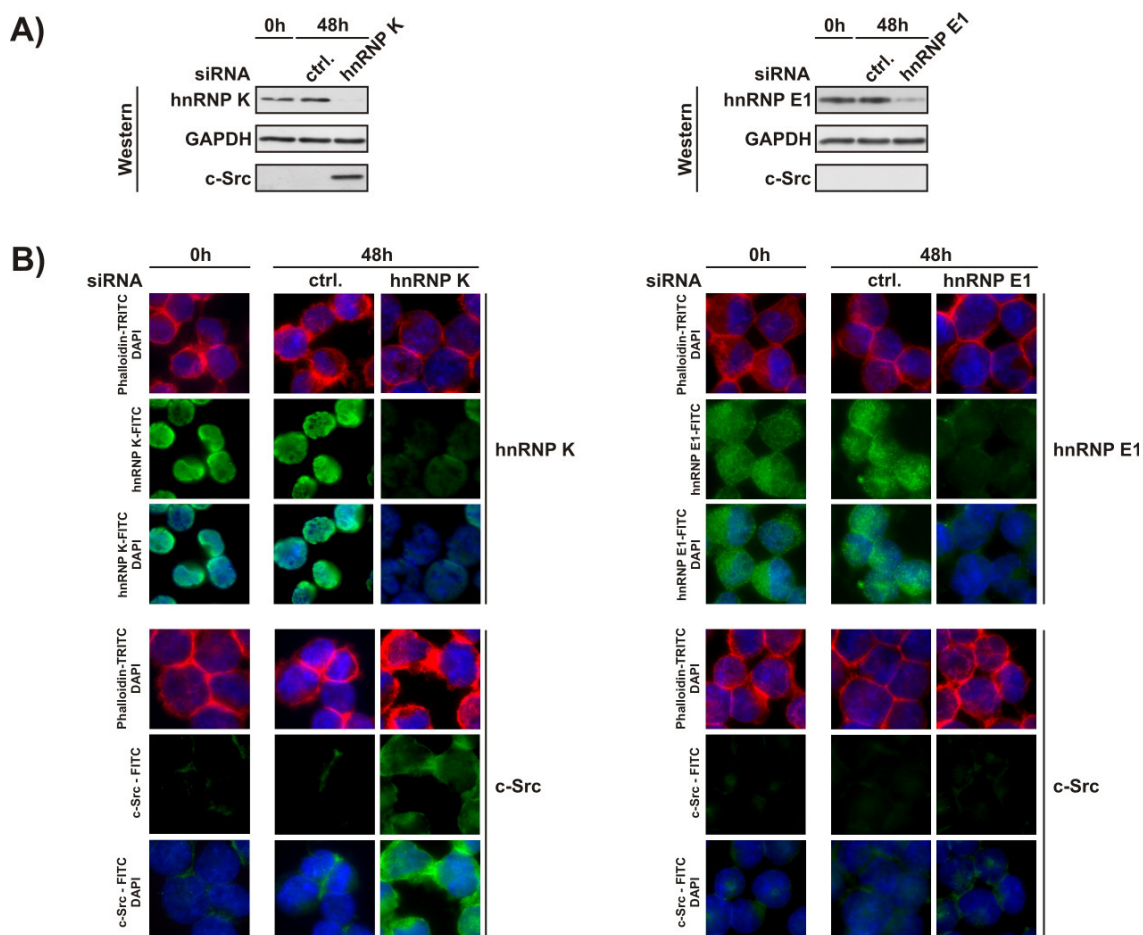 A)
0h 48h
siRNA ctrl. hnRNP K
hnRNP K
GAPDH
c-Src
Western
0h 48h
siRNA ctrl. hnRNP E1
hnRNP E1
GAPDH
c-Src
Western
B)
0h 48h
siRNA ctrl. hnRNP K
Phalloidin-TRITC
DAPI
hnRNP K-FITC
hnRNP K-FITC
DAPI
hnRNP K
Phalloidin-TRITC
DAPI
c-Src - FITC
c-Src - FITC
DAPI
c-Src
0h 48h
siRNA ctrl. hnRNP E1
Phalloidin-TRITC
DAPI
hnRNP E1-FITC
hnRNP E1-FITC
DAPI
hnRNP E1
Phalloidin-TRITC
DAPI
c-Src - FITC
c-Src - FITC
DAPI
c-Src